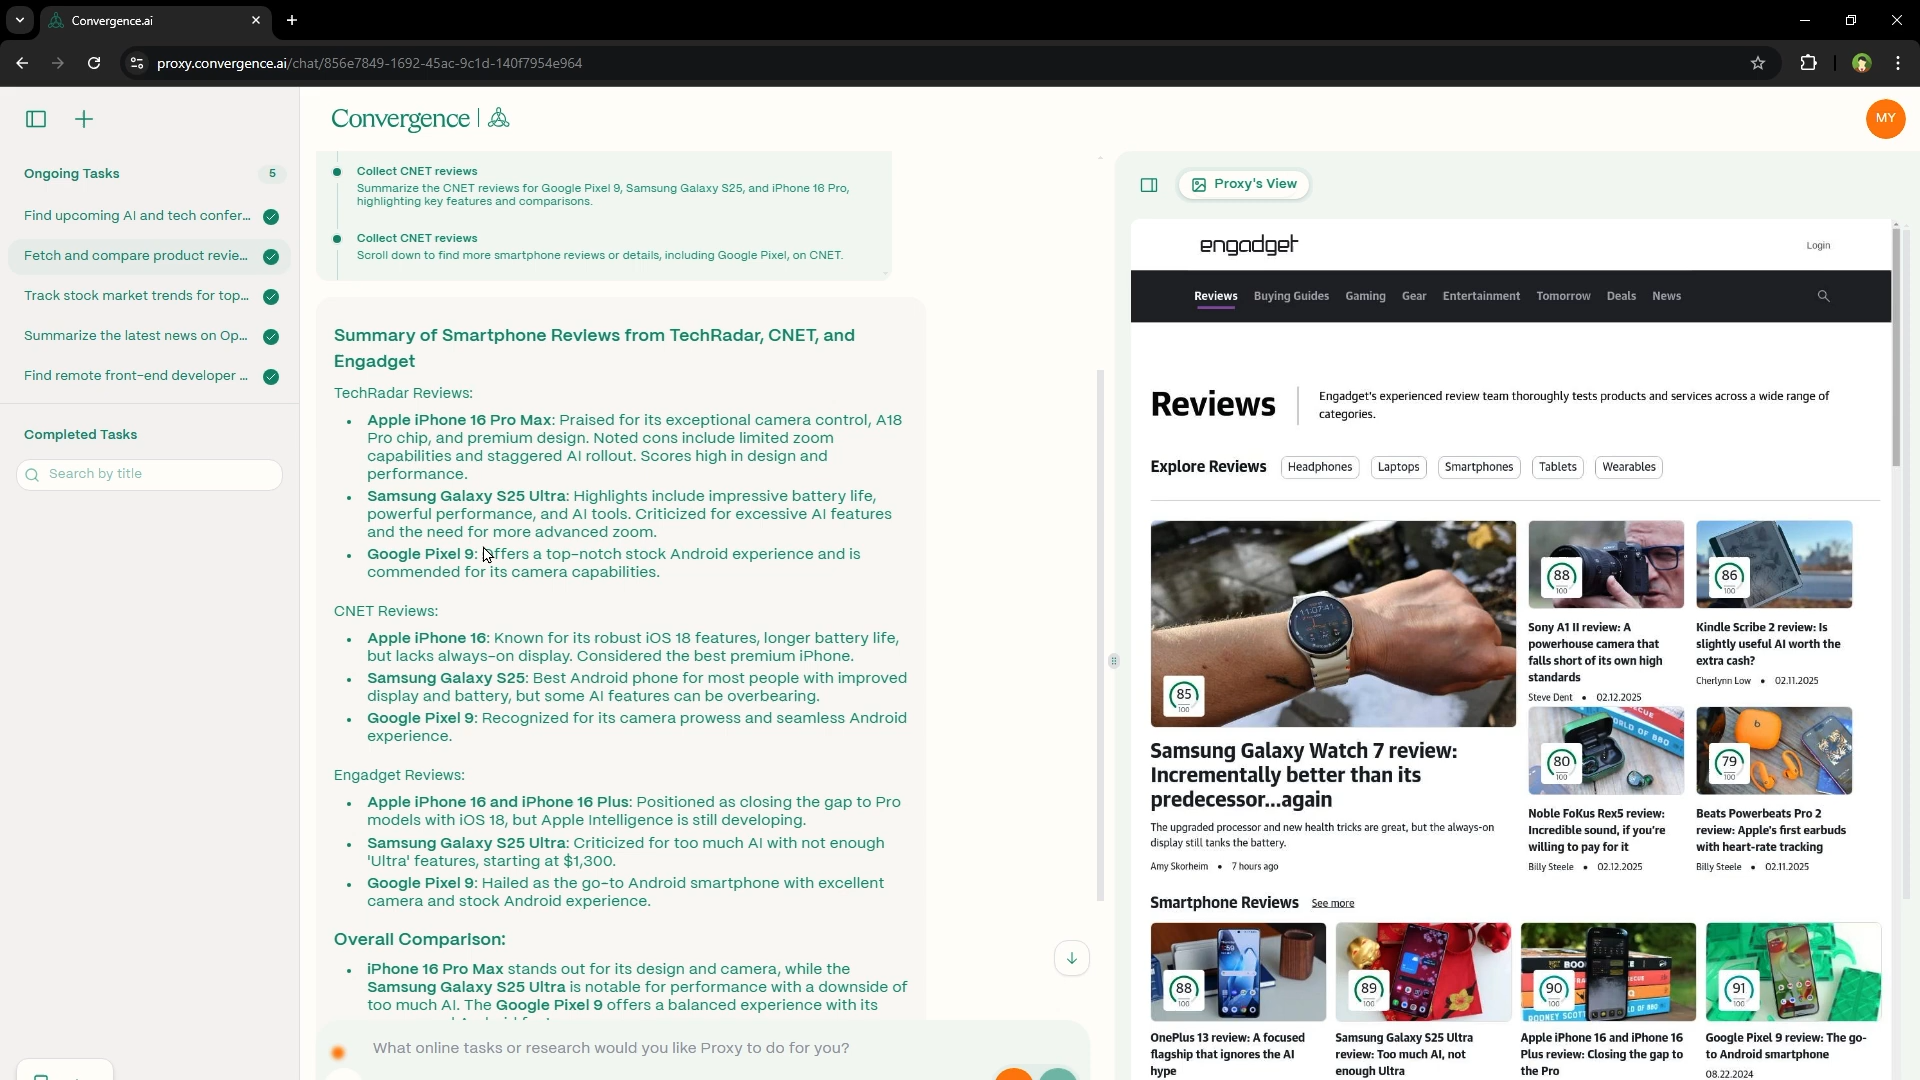 Convergence.ai
proxy.convergence.ai/chat/856e7849-1692-45ac-9c1d-140f7954e964
Ongoing Tasks
5
Find upcoming AI and tech confer...
Fetch and compare product revie...
Track stock market trends for top...
Summarize the latest news on Op...
Find remote front-end developer ...
Completed Tasks
Search by title
Convergence
MY
Collect CNET reviews
Summarize the CNET reviews for Google Pixel 9, Samsung Galaxy S25, and iPhone 16 Pro,
highlighting key features and comparisons.
Collect CNET reviews
Scroll down to find more smartphone reviews or details, including Google Pixel, on CNET.
Summary of Smartphone Reviews from TechRadar, CNET, and
Engadget
TechRadar Reviews:
Apple iPhone 16 Pro Max: Praised for its exceptional camera control, A18
Pro chip, and premium design. Noted cons include limited zoom
capabilities and staggered AI rollout. Scores high in design and
performance.
Samsung Galaxy S25 Ultra: Highlights include impressive battery life,
powerful performance, and AI tools. Criticized for excessive AI features
and the need for more advanced zoom.
Google Pixel 9: Offers a top-notch stock Android experience and is
commended for its camera capabilities.
CNET Reviews:
Apple iPhone 16: Known for its robust iOS 18 features, longer battery life,
but lacks always-on display. Considered the best premium iPhone.
Samsung Galaxy S25: Best Android phone for most people with improved
display and battery, but some AI features can be overbearing.
Google Pixel 9: Recognized for its camera prowess and seamless Android
experience.
Engadget Reviews:
Apple iPhone 16 and iPhone 16 Plus: Positioned as closing the gap to Pro
models with iOS 18, but Apple Intelligence is still developing.
Samsung Galaxy S25 Ultra: Criticized for too much AI with not enough
'Ultra' features, starting at $1,300.
Google Pixel 9: Hailed as the go-to Android smartphone with excellent
camera and stock Android experience.
Overall Comparison:
iPhone 16 Pro Max stands out for its design and camera, while the
Samsung Galaxy S25 Ultra is notable for performance with a downside of
too much AI. The Google Pixel 9 offers a balanced experience with its
What online tasks or research would you like Proxy to do for you?
Proxy's View
engadget
Login
Reviews
Buying Guides
Gaming
Gear
Entertainment
Tomorrow
Deals
News
Reviews
Engadget's experienced review team thoroughly tests products and services across a wide range of
categories.
Explore Reviews
Headphones
Laptops
Smartphones
Tablets
Wearables
11:07:41
85
100
Samsung Galaxy Watch 7 review:
Incrementally better than its
predecessor...again
The upgraded processor and new health tricks are great, but the always-on
display still tanks the battery.
Amy Skorheim • 7 hours ago
88
100
Sony A1 II review: A
powerhouse camera that
falls short of its own high
standards
Steve Dent • 02.12.2025
86
100
Kindle Scribe 2 review: Is
slightly useful AI worth the
extra cash?
Cherlynn Low • 02.11.2025
80
100
Noble FoKus Rex5 review:
Incredible sound, if you're
willing to pay for it
Billy Steele • 02.12.2025
79
100
Beats Powerbeats Pro 2
review: Apple's first earbuds
with heart-rate tracking
Billy Steele • 02.11.2025
Smartphone Reviews
See more
88
100
OnePlus 13 review: A focused
flagship that ignores the AI
hype
89
100
Samsung Galaxy S25 Ultra
review: Too much AI, not
enough Ultra
90
100
Apple iPhone 16 and iPhone 16
Plus review: Closing the gap to
the Pro
91
100
Google Pixel 9 review: The go-
to Android smartphone
08.22.2024